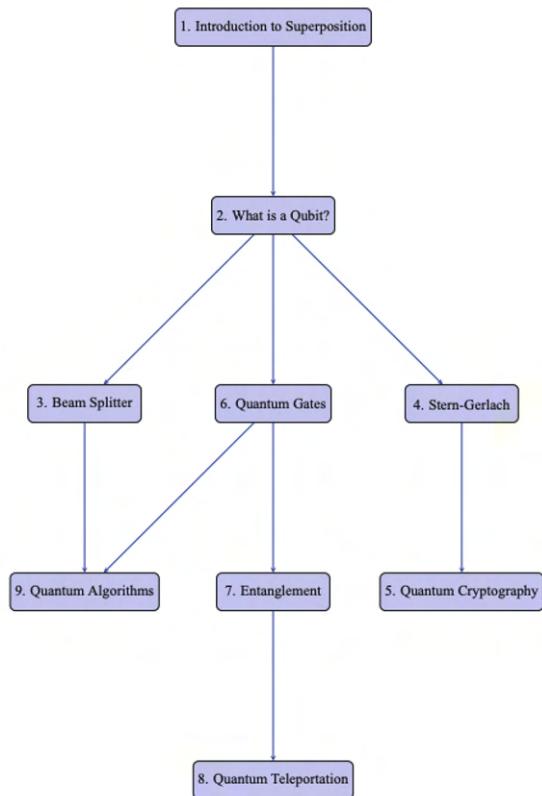 1. Introduction to Superposition
2. What is a Qubit?
3. Beam Splitter
6. Quantum Gates
4. Stern-Gerlach
9. Quantum Algorithms
7. Entanglement
5. Quantum Cryptography
8. Quantum Teleportation